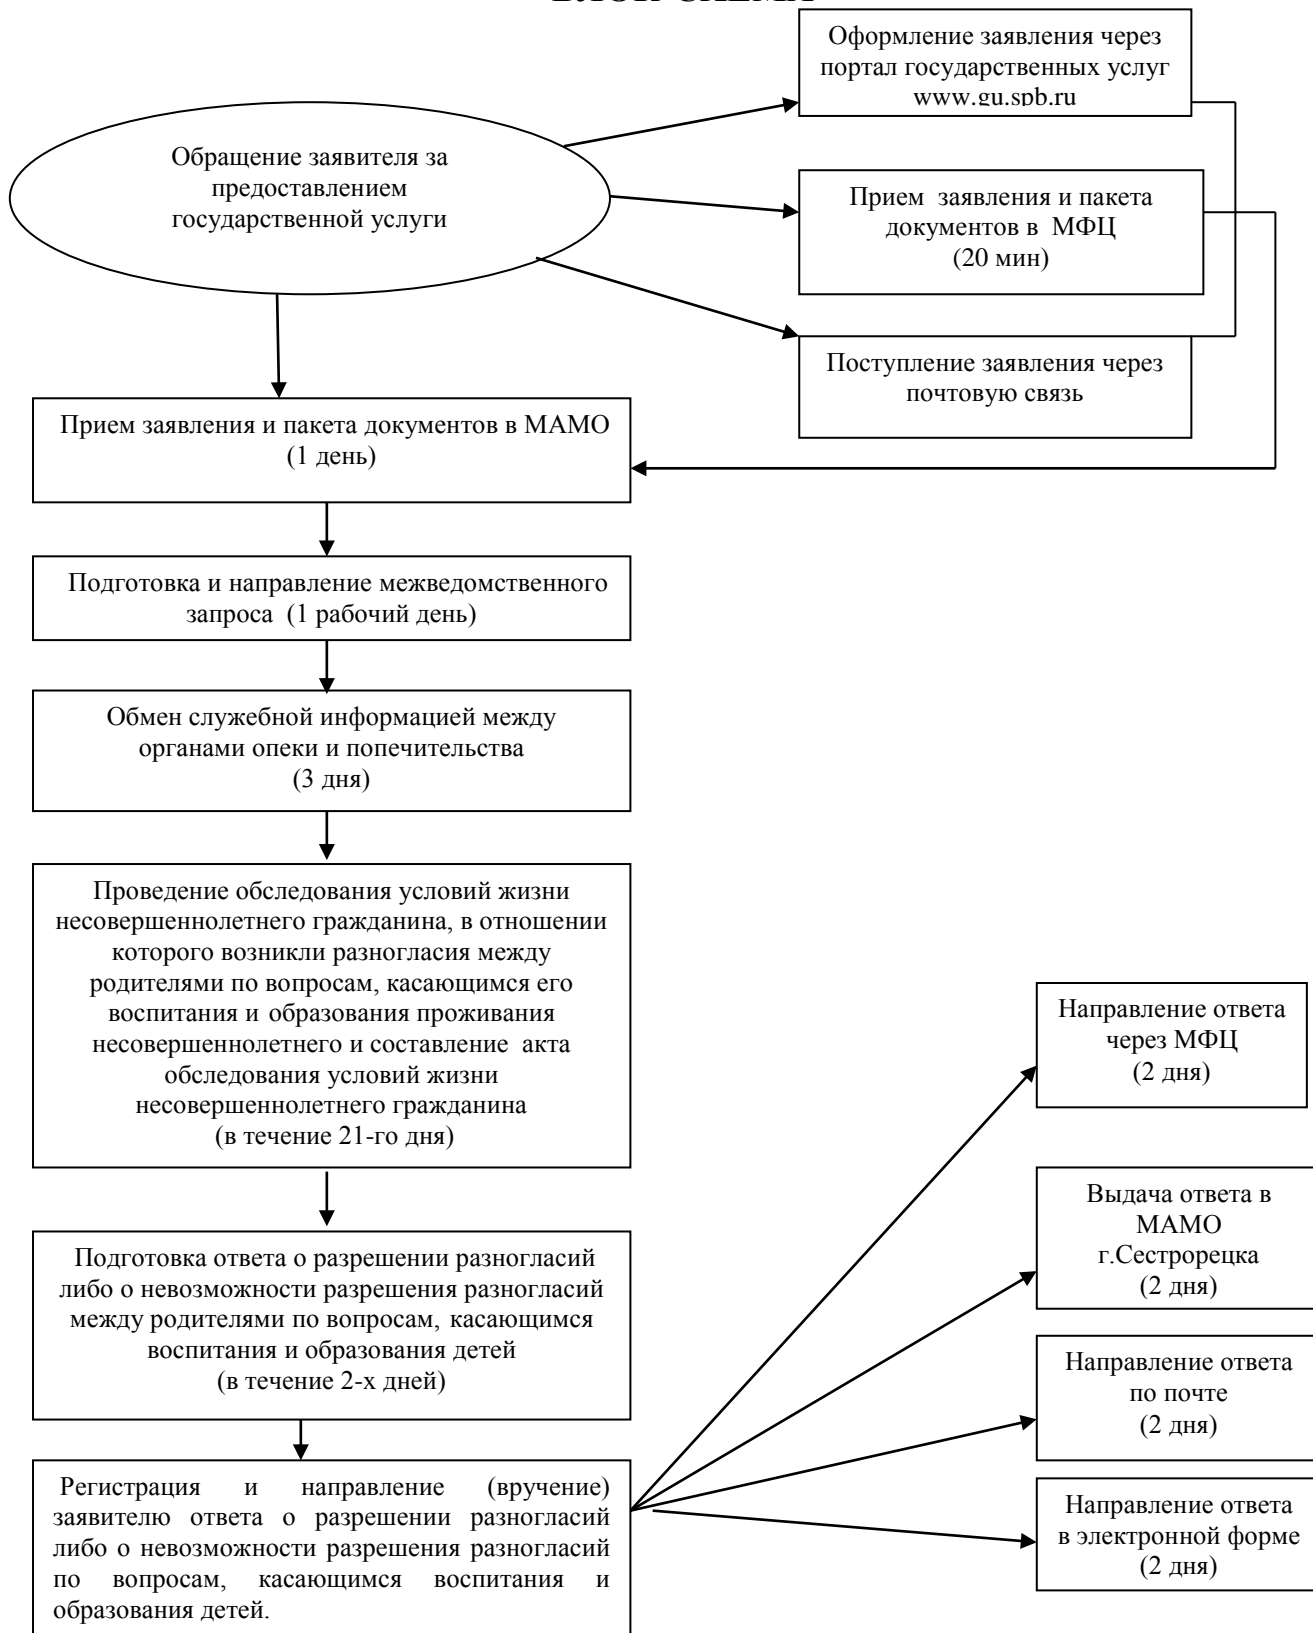 Оформление заявления через
портал государственных услуг
www.gu.spb.ru
Обращение заявителя за
предоставлением
государственной услуги
Прием заявления и пакета
документов в МФЦ
(20 мин)
Поступление заявления через
почтовую связь
Прием заявления и пакета документов в МАМО
(1 день)
Подготовка и направление межведомственного
запроса (1 рабочий день)
Обмен служебной информацией между
органами опеки и попечительства
(3 дня)
Проведение обследования условий жизни
несовершеннолетнего гражданина, в отношении
которого возникли разногласия между
родителями по вопросам, касающимся его
воспитания и образования проживания
несовершеннолетнего и составление акта
обследования условий жизни
несовершеннолетнего гражданина
(в течение 21-го дня)
Подготовка ответа о разрешении разногласий
либо о невозможности разрешения разногласий
между родителями по вопросам, касающимся
воспитания и образования детей
(в течение 2-х дней)
Регистрация и направление (вручение)
заявителю ответа о разрешении разногласий
либо о невозможности разрешения разногласий
по вопросам, касающимся воспитания и
образования детей.
Направление ответа
через МФЦ
(2 дня)
Выдача ответа в
МАМО
г.Сестрорецка
(2 дня)
Направление ответа
по почте
(2 дня)
Направление ответа
в электронной форме
(2 дня)